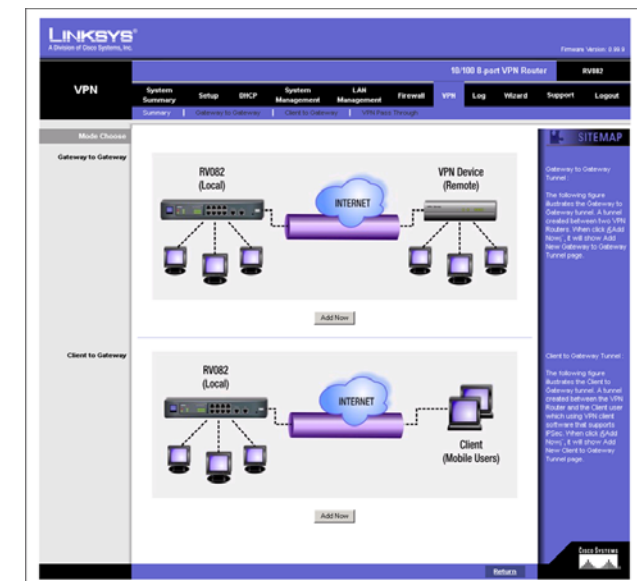 LINKSYS®
A Division of Cisco Systems, Inc.
Firmware Version: 0.99.9
10/100 8-port VPN Router
RV082
VPN
System Summary
Setup
DHCP
System Management
LAN Management
Firewall
VPN
Log
Wizard
Support
Logout
Summary | Gateway to Gateway | Client to Gateway | VPN Pass Through
Mode Choose
SITEMAP
Gateway to Gateway
RV082
(Local)
INTERNET
VPN Device
(Remote)
Add Now
Gateway to Gateway
Tunnel :
The following figure
illustrates the Gateway to
Gateway tunnel. A tunnel
created between two VPN
Routers. When click
Now
it will show Add
New Gateway to Gateway
Tunnel page.
Client to Gateway
RV082
(Local)
INTERNET
Client
(Mobile Users)
Add Now
Client to Gateway Tunnel :
The following figure
illustrates the Client to
Gateway tunnel. A tunnel
created between the VPN
Router and the Client user
which using VPN client
software that supports
IPSec. When click
Now
it will show Add
New Client to Gateway
Tunnel page.
Return
CISCO SYSTEMS